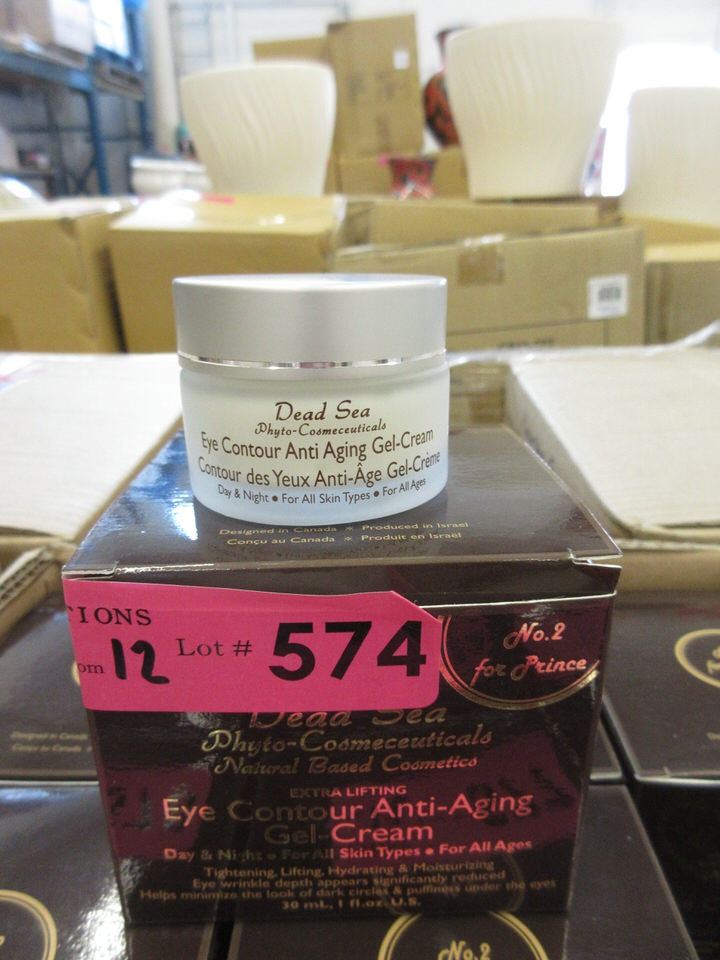 Dead Sea
Phyto-Cosmeceuticals
Eye Contour Anti Aging Gel-Cream
Contour des Yeux Anti-Âge Gel-Crème
Day & Night • For All Skin Types • For All Ages
Designed in Canada * Produced in Israel
Conçu au Canada * Produit en Israël
TIONS
om 12 Lot # 574
No.2
for Prince
Dead Sea
Phyto-Cosmeceuticals
Natural Based Cosmetics
EXTRA LIFTING
Eye Contour Anti-Aging
Gel-Cream
Day & Night • For All Skin Types • For All Ages
Tightening, Lifting, Hydrating & Moisturizing
Eye wrinkle depth appears significantly reduced
Helps minimize the look of dark circles & puffiness under the eyes
30 mL, 1 fl.oz. U.S.
No.2